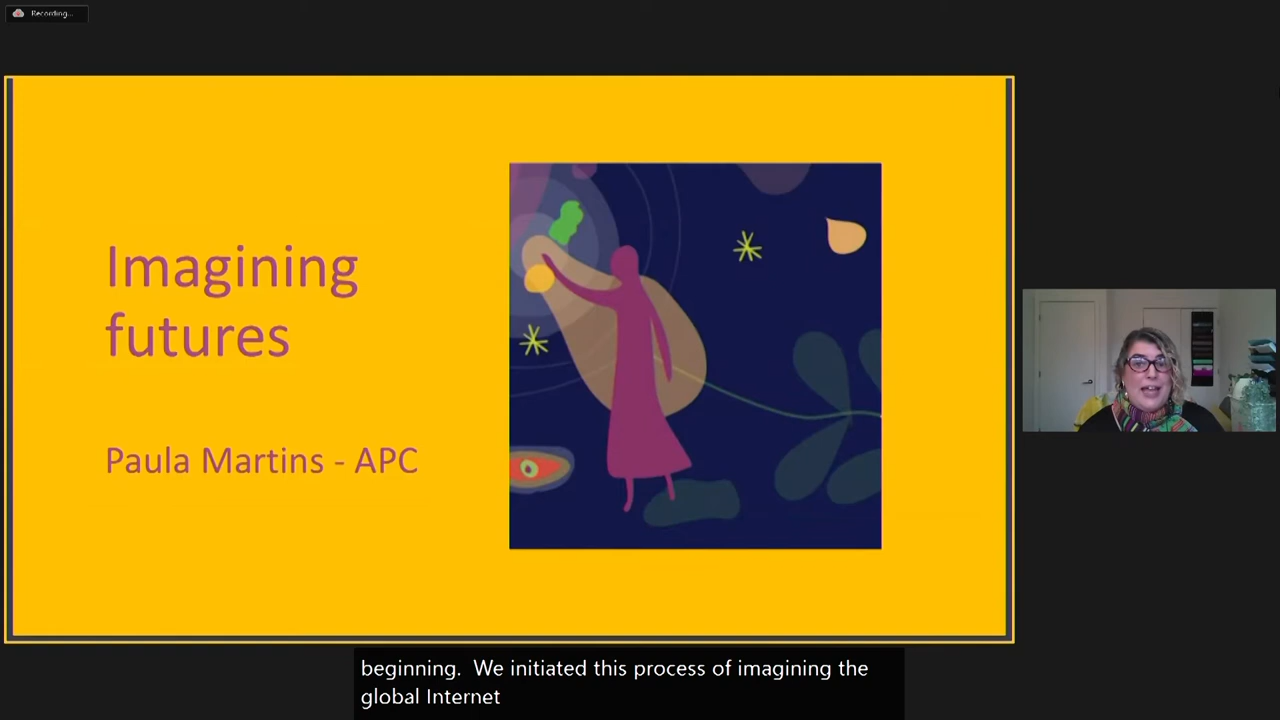 Recording...
Imagining
futures
Paula Martins - APC
beginning.  We initiated this process of imagining the
global Internet